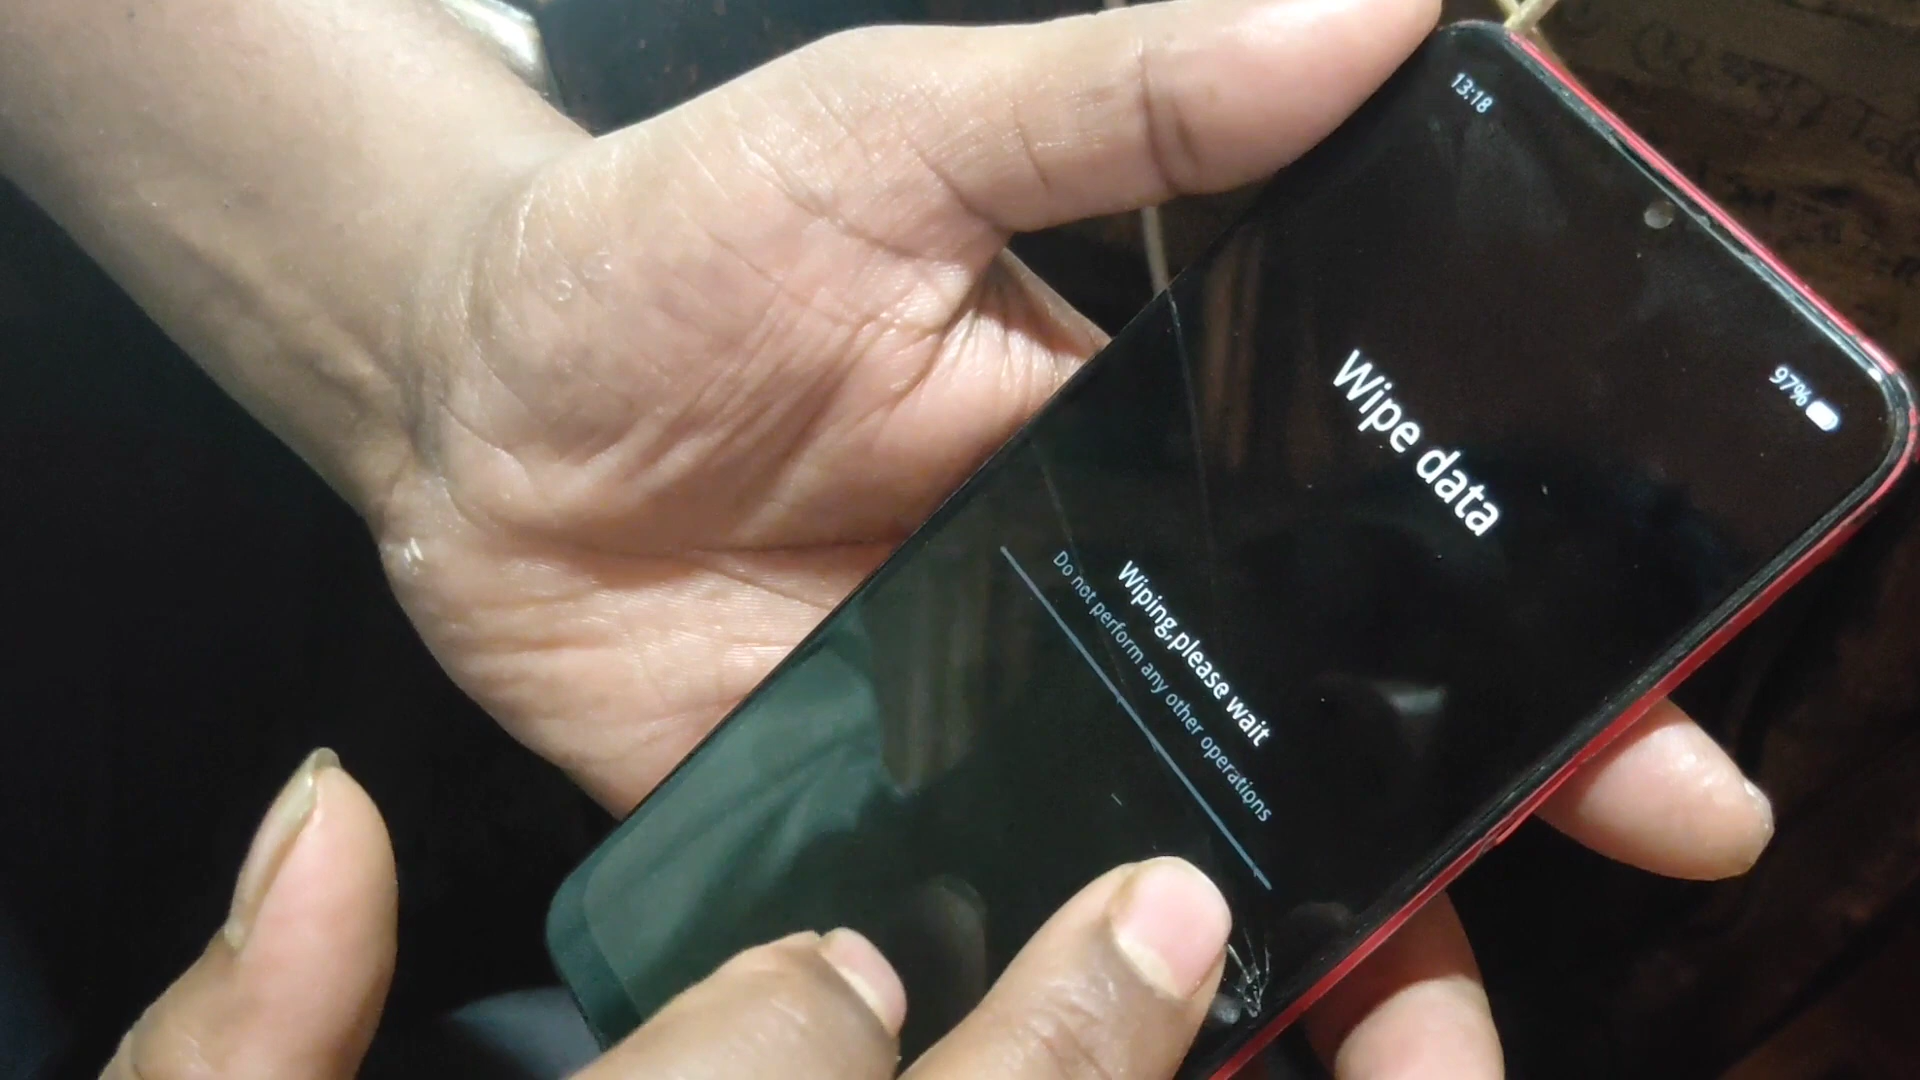 13:18
97%
Wipe data
Wiping,please wait
Do not perform any other operations